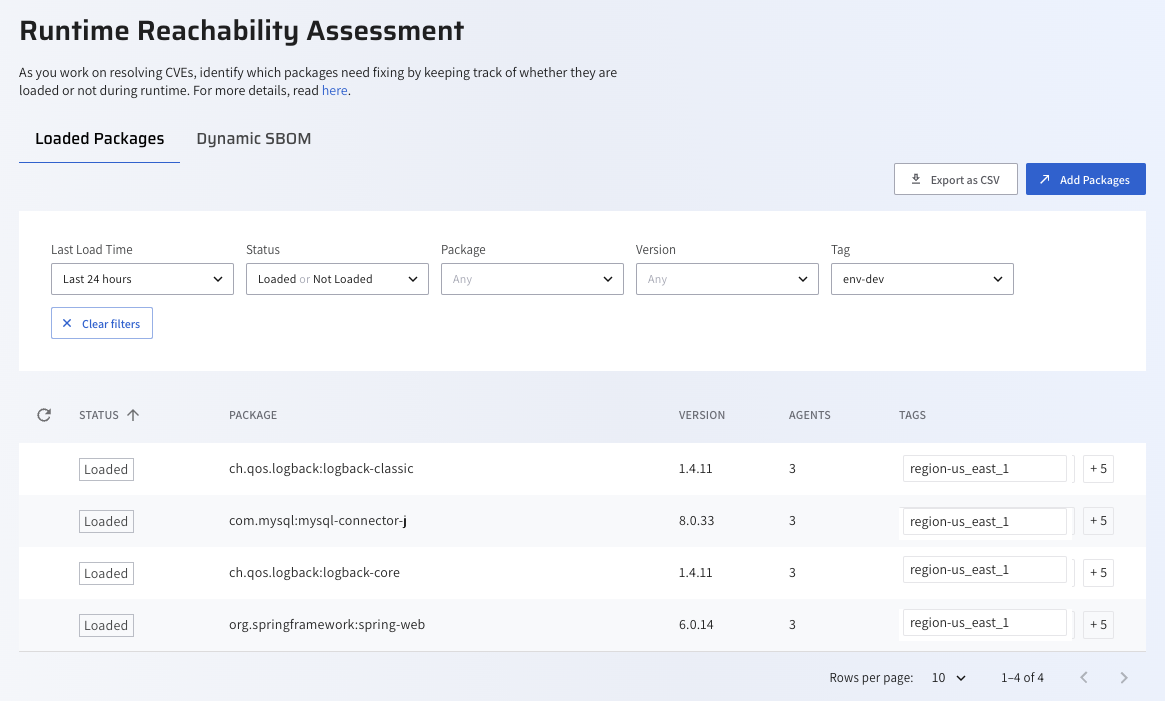 Runtime Reachability Assessment
As you work on resolving CVEs, identify which packages need fixing by keeping track of whether they are
loaded or not during runtime. For more details, read here.
Loaded Packages Dynamic SBOM
Export as CSV Add Packages
Last Load Time Status Package Version Tag
Last 24 hours Loaded or Not Loaded Any Any env-dev
Clear filters
STATUS PACKAGE VERSION AGENTS TAGS
Loaded ch.qos.logback:logback-classic 1.4.11 3 region-us_east_1 + 5
Loaded com.mysql:mysql-connector-j 8.0.33 3 region-us_east_1 + 5
Loaded ch.qos.logback:logback-core 1.4.11 3 region-us_east_1 + 5
Loaded org.springframework:spring-web 6.0.14 3 region-us_east_1 + 5
Rows per page: 10 1–4 of 4